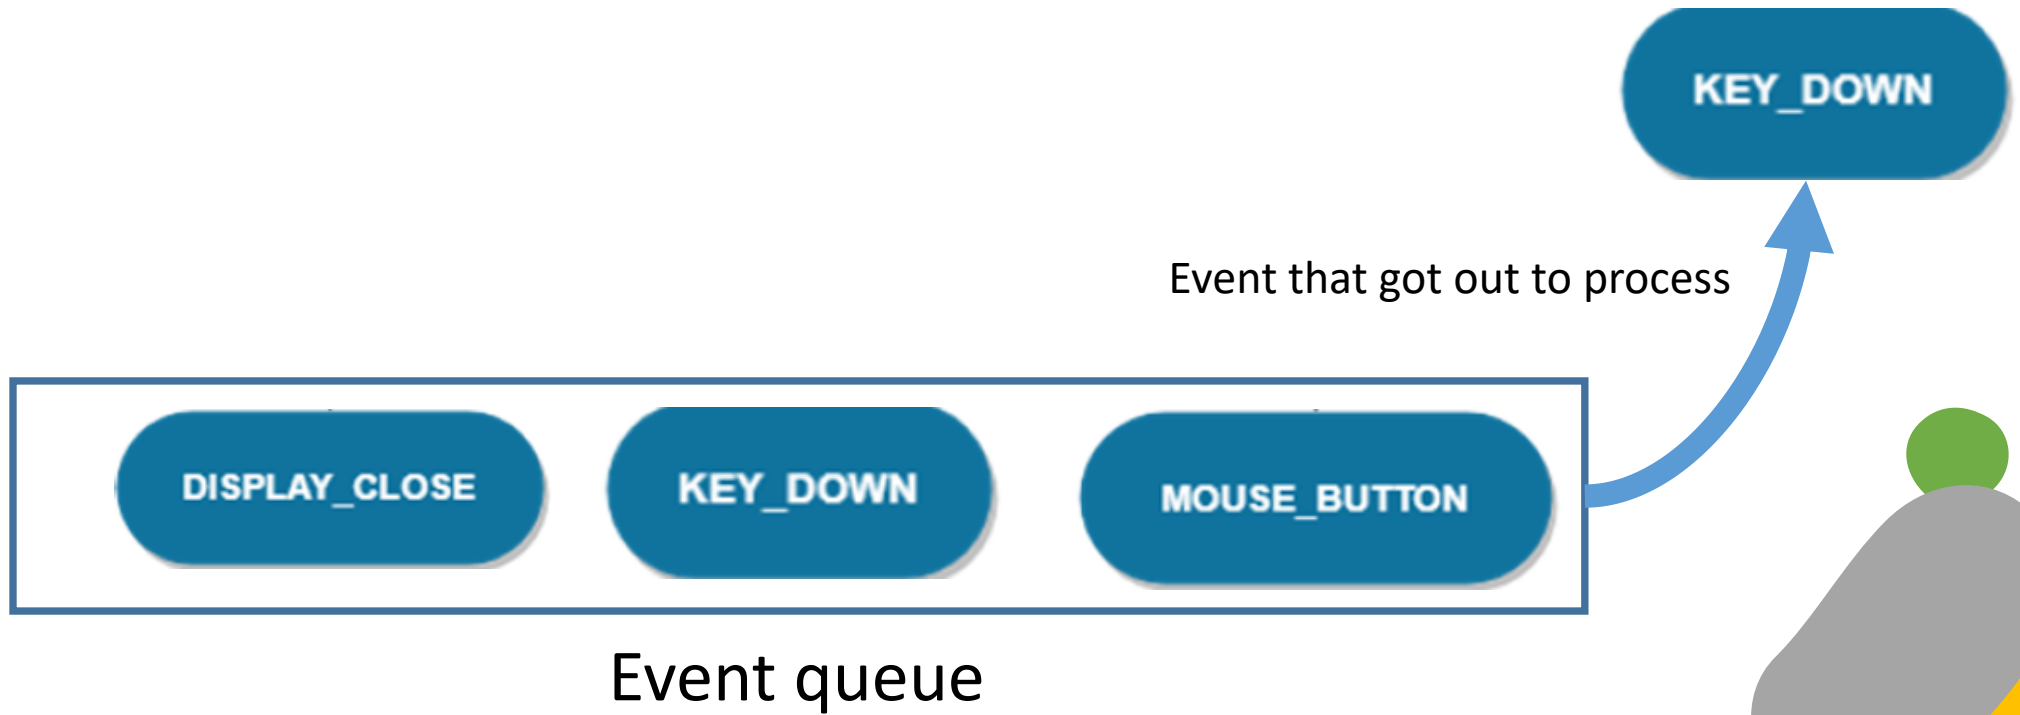 KEY_DOWN
Event that got out to process
DISPLAY_CLOSE
KEY_DOWN
MOUSE_BUTTON
Event queue